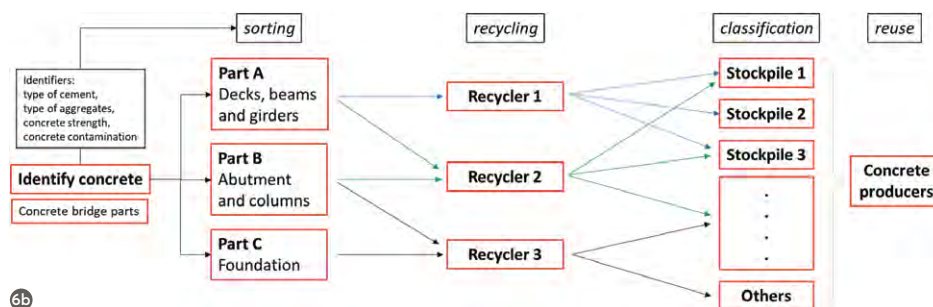 sorting
recycling
classification
reuse
Identifiers:
type of cement,
type of aggregates,
concrete strength,
concrete contamination
Identify concrete
Concrete bridge parts
Part A
Decks, beams
and girders
Part B
Abutment
and columns
Part C
Foundation
Recycler 1
Recycler 2
Recycler 3
Stockpile 1
Stockpile 2
Stockpile 3
.
.
.
.
Others
Concrete
producers
6b